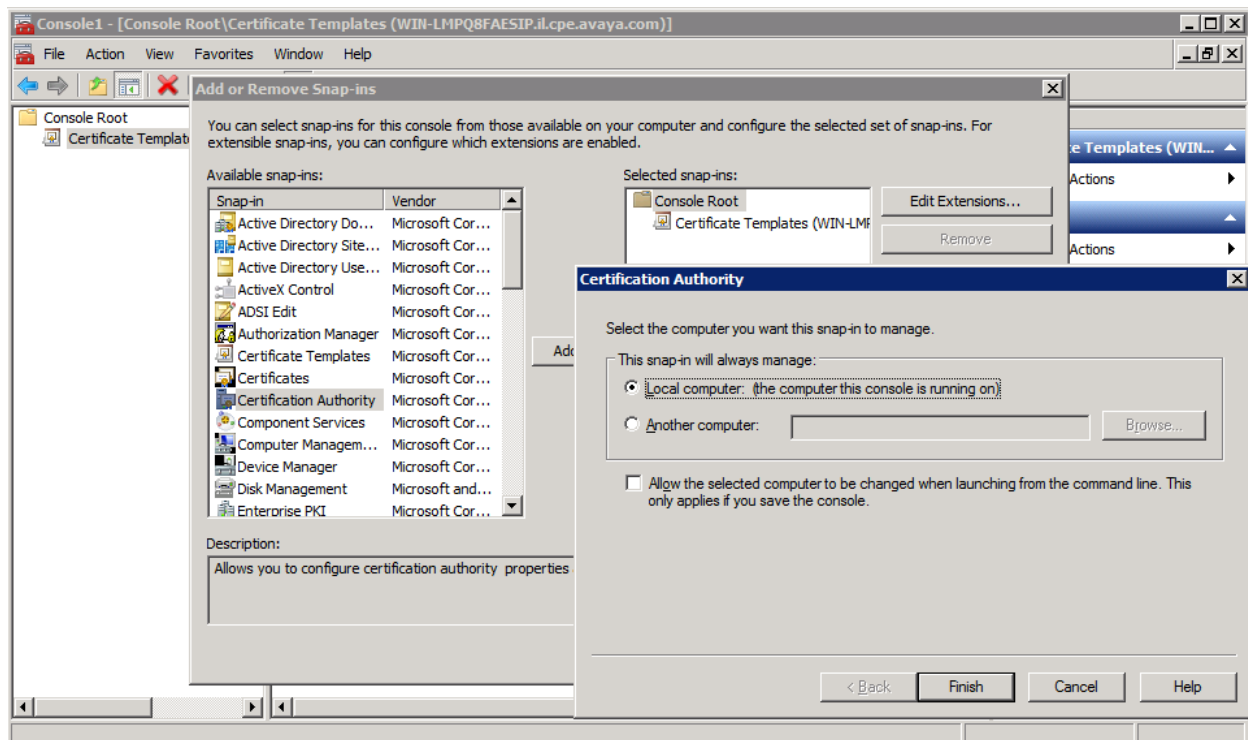 Console1 - [Console Root\Certificate Templates (WIN-LMPQ8FAESIP.il.cpe.avaya.com)]
File Action View Favorites Window Help
Console Root
Certificate Templat
Add or Remove Snap-ins
You can select snap-ins for this console from those available on your computer and configure the selected set of snap-ins. For
extensible snap-ins, you can configure which extensions are enabled.
Available snap-ins:
Snap-in Vendor
Active Directory Do... Microsoft Cor...
Active Directory Site... Microsoft Cor...
Active Directory Use... Microsoft Cor...
ActiveX Control Microsoft Cor...
ADSI Edit Microsoft Cor...
Authorization Manager Microsoft Cor...
Certificate Templates Microsoft Cor...
Certificates Microsoft Cor...
Certification Authority Microsoft Cor...
Component Services Microsoft Cor...
Computer Managem... Microsoft Cor...
Device Manager Microsoft Cor...
Disk Management Microsoft and...
Enterprise PKI Microsoft Cor...
Add
Selected snap-ins:
Console Root
Certificate Templates (WIN-LMP
Edit Extensions...
Remove
Description:
Allows you to configure certification authority properties
e Templates (WIN...
Actions
Actions
Certification Authority
Select the computer you want this snap-in to manage.
This snap-in will always manage:
Local computer: (the computer this console is running on)
Another computer:
Browse...
Allow the selected computer to be changed when launching from the command line. This
only applies if you save the console.
< Back Finish Cancel Help